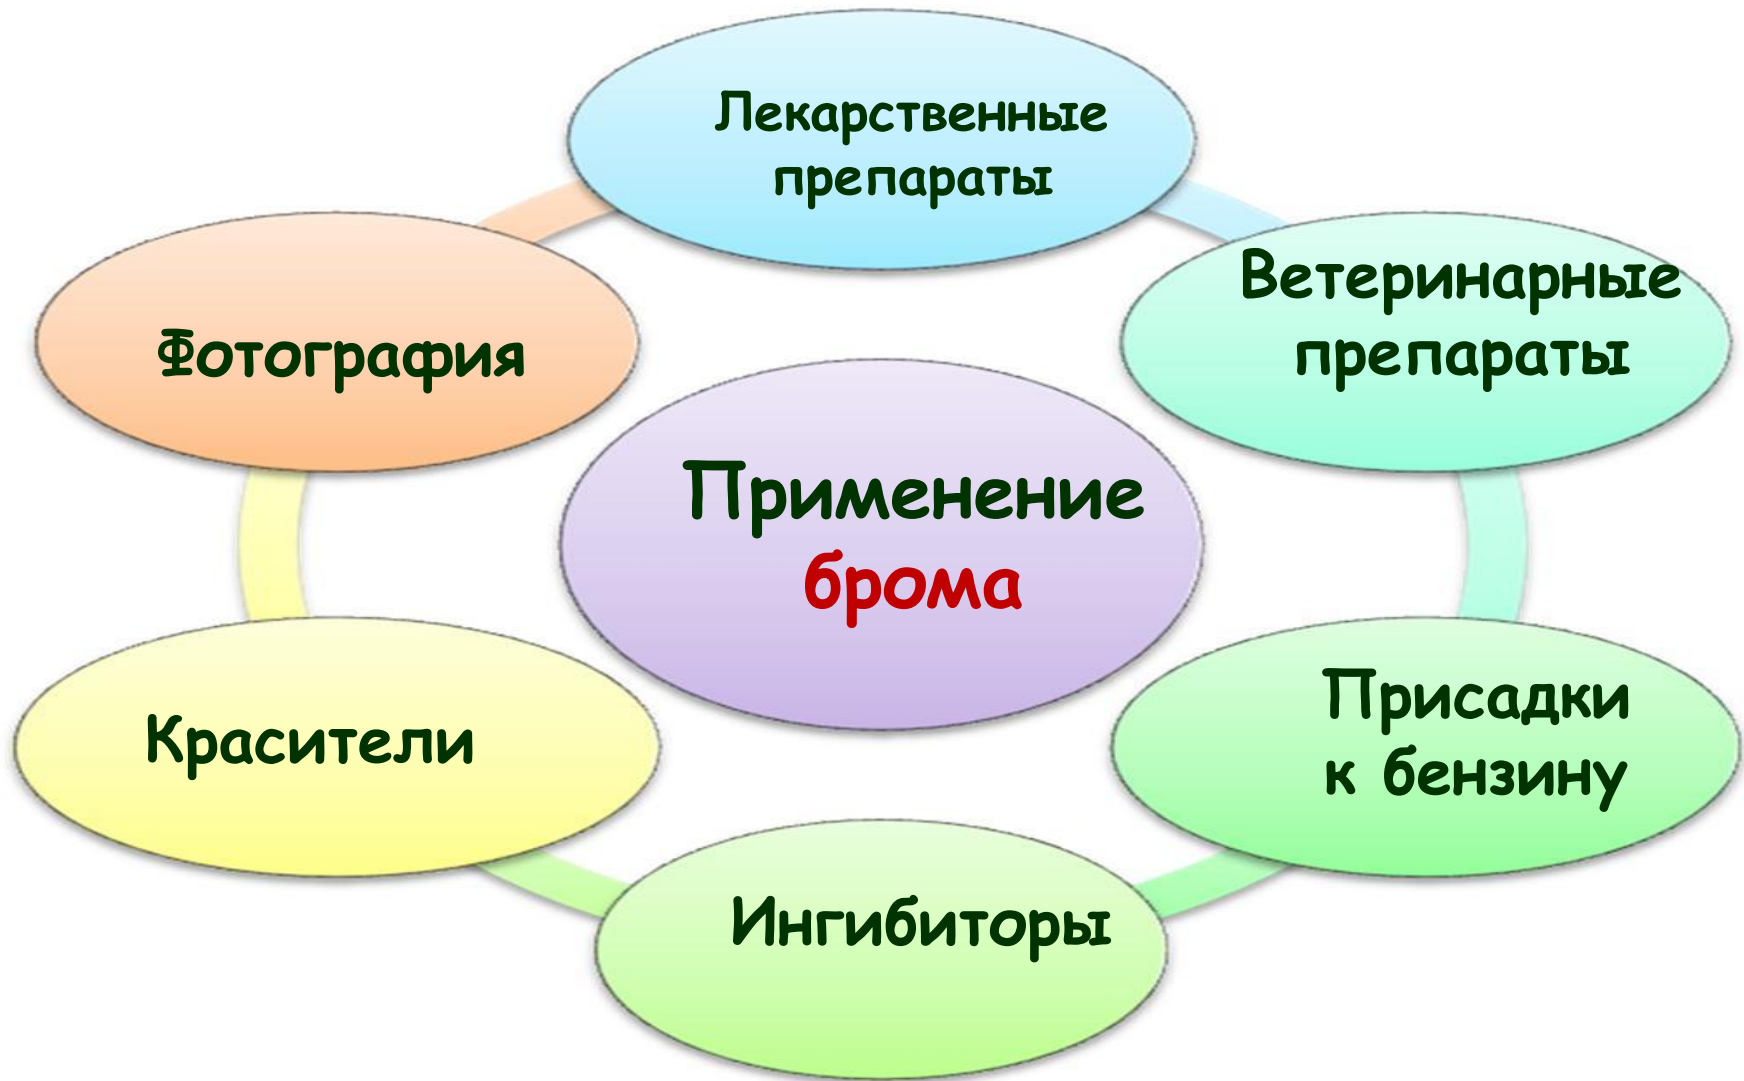 Лекарственные
препараты
Ветеринарные
препараты
Фотография
Применение
брома
Присадки
к бензину
Красители
Ингибиторы